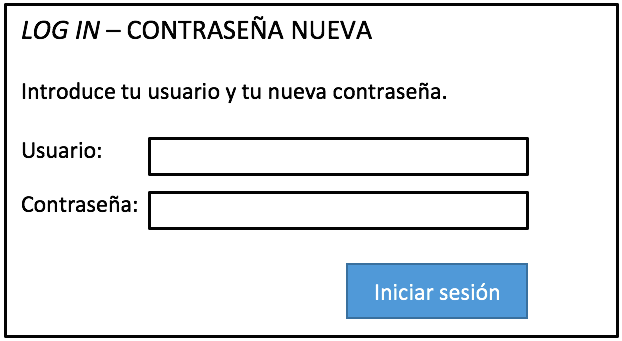 LOG IN – CONTRASEÑA NUEVA
Introduce tu usuario y tu nueva contraseña.
Usuario:
Contraseña:
Iniciar sesión